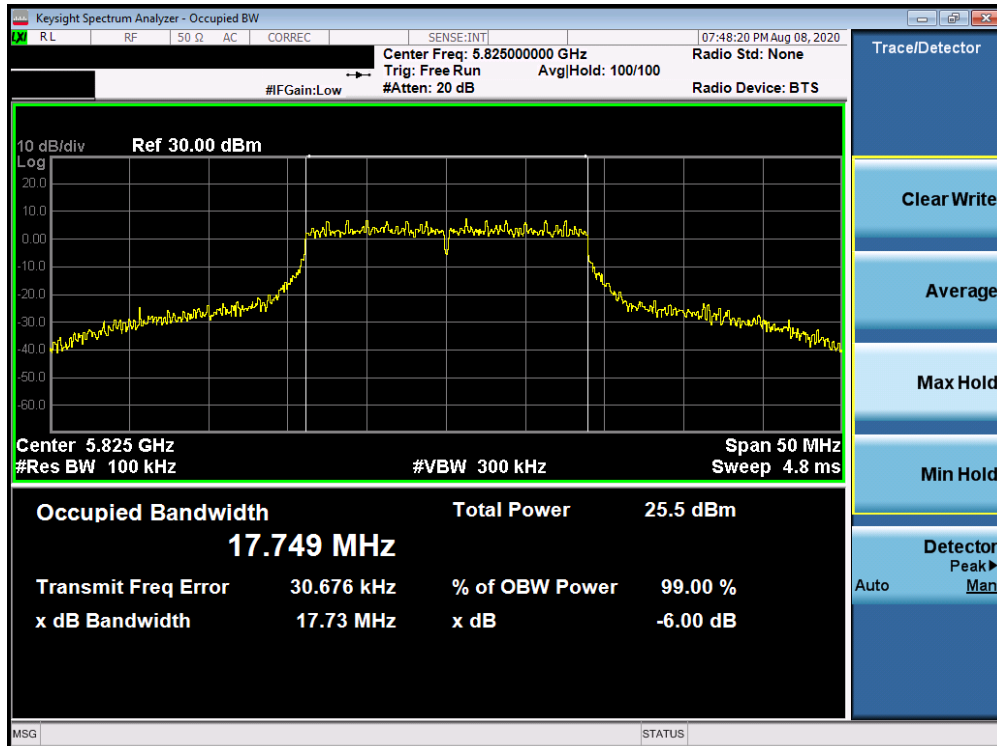 Keysight Spectrum Analyzer - Occupied BW
LXI RL RF 50 Ω AC CORREC SENSE:INT 07:48:20 PM Aug 08, 2020
Center Freq: 5.825000000 GHz Radio Std: None
Trig: Free Run Avg|Hold: 100/100
#IFGain:Low #Atten: 20 dB Radio Device: BTS
10 dB/div Ref 30.00 dBm
Log
20.0
10.0
0.00
-10.0
-20.0
-30.0
-40.0
-50.0
-60.0
Center 5.825 GHz Span 50 MHz
#Res BW 100 kHz #VBW 300 kHz Sweep 4.8 ms
Occupied Bandwidth Total Power 25.5 dBm
17.749 MHz
Transmit Freq Error 30.676 kHz % of OBW Power 99.00 %
x dB Bandwidth 17.73 MHz x dB -6.00 dB
Trace/Detector
Clear Write
Average
Max Hold
Min Hold
Detector
Peak▶
Auto Man
MSG STATUS